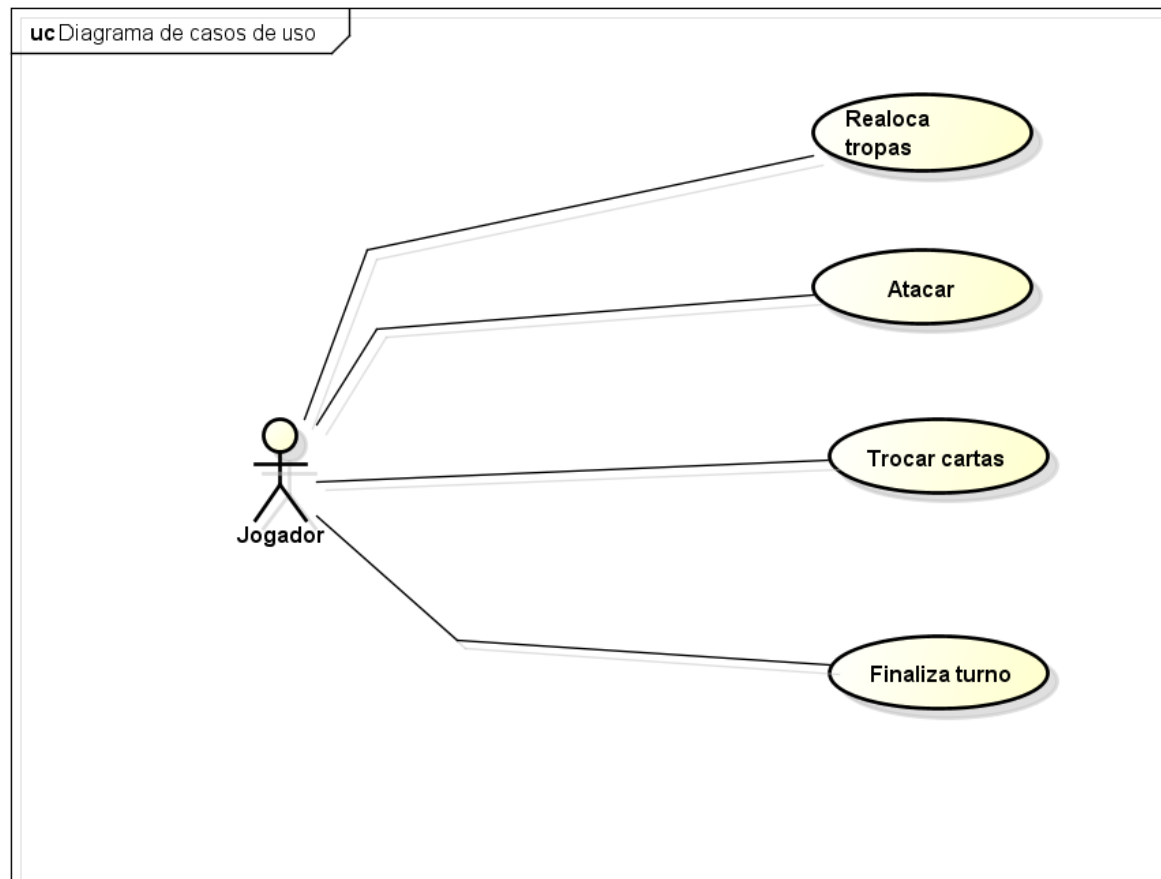 uc Diagrama de casos de uso
Realoca
tropas
Atacar
Trocar cartas
Jogador
Finaliza turno